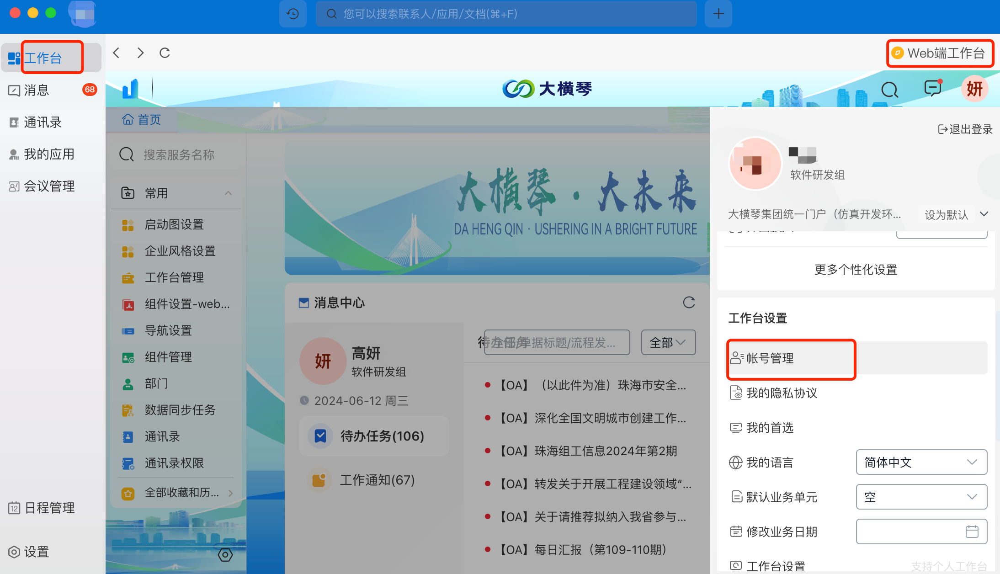 您可以搜索联系人/应用/文档(⌘+F)
工作台
消息
68
通讯录
我的应用
会议管理
12
日程管理
设置
Web端工作台
大横琴
妍
首页
搜索服务名称
常用
启动图设置
企业风格设置
工作台管理
组件设置-web...
导航设置
组件管理
部门
数据同步任务
通讯录
通讯录权限
全部收藏和历...
大横琴·大未来
DA HENG QIN · USHERING IN A BRIGHT FUTURE
消息中心
妍
高妍
软件研发组
2024-06-12 周三
待办任务(106)
工作通知(67)
待办任务
单据标题/流程发...
全部
【OA】（以此件为准）珠海市安全...
【OA】深化全国文明城市创建工作...
【OA】珠海组工信息2024年第2期
【OA】转发关于开展工程建设领域“...
【OA】关于请推荐拟纳入我省参与...
【OA】每日汇报（第109-110期）
退出登录
软件研发组
大横琴集团统一门户（仿真开发环...
设为默认
更多个性化设置
工作台设置
帐号管理
我的隐私协议
我的首选
我的语言
简体中文
默认业务单元
空
修改业务日期
工作台设置
支持个人工作台